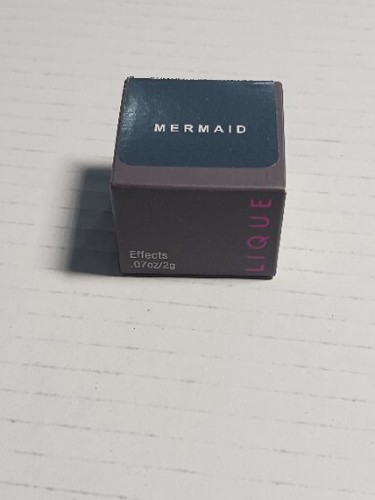 MERMAID
Effects
.07oz/2g
LIQUE